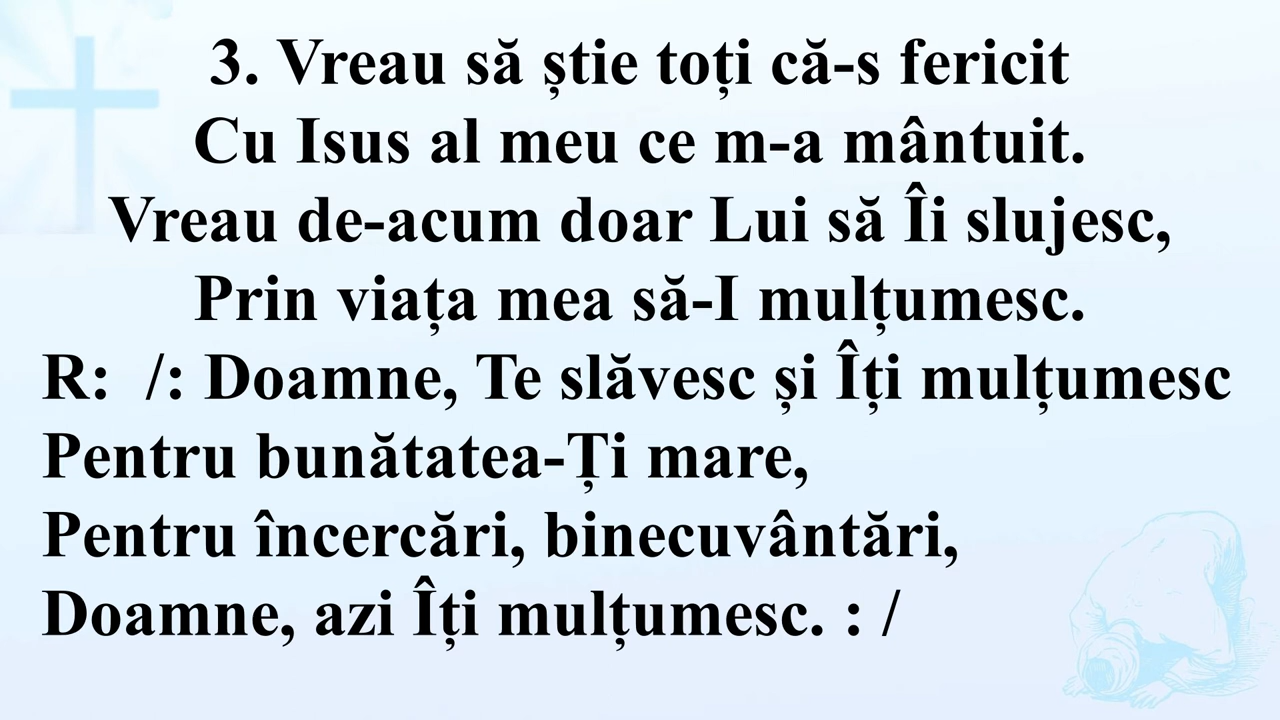 3. Vreau să știe toți că-s fericit
Cu Isus al meu ce m-a mântuit.
Vreau de-acum doar Lui să Îi slujesc,
Prin viața mea să-I mulțumesc.
R:  /: Doamne, Te slăvesc și Îți mulțumesc
Pentru bunătatea-Ți mare,
Pentru încercări, binecuvântări,
Doamne, azi Îți mulțumesc. : /